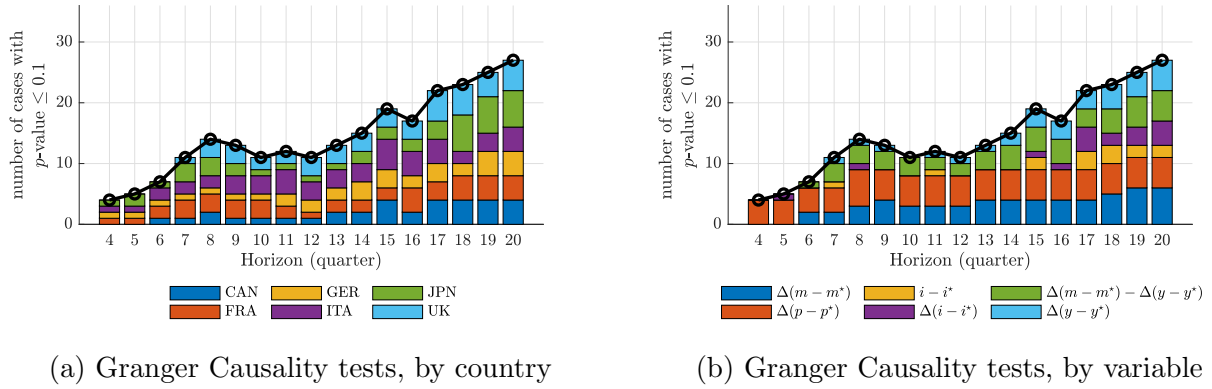 number of cases with
p-value ≤ 0.1
30
20
10
0
4 5 6 7 8 9 10 11 12 13 14 15 16 17 18 19 20
Horizon (quarter)
CAN GER JPN
FRA ITA UK
(a) Granger Causality tests, by country
number of cases with
p-value ≤ 0.1
30
20
10
0
4 5 6 7 8 9 10 11 12 13 14 15 16 17 18 19 20
Horizon (quarter)
Δ(m − m⋆) i − i⋆ Δ(m − m⋆) − Δ(y − y⋆)
Δ(p − p⋆) Δ(i − i⋆) Δ(y − y⋆)
(b) Granger Causality tests, by variable